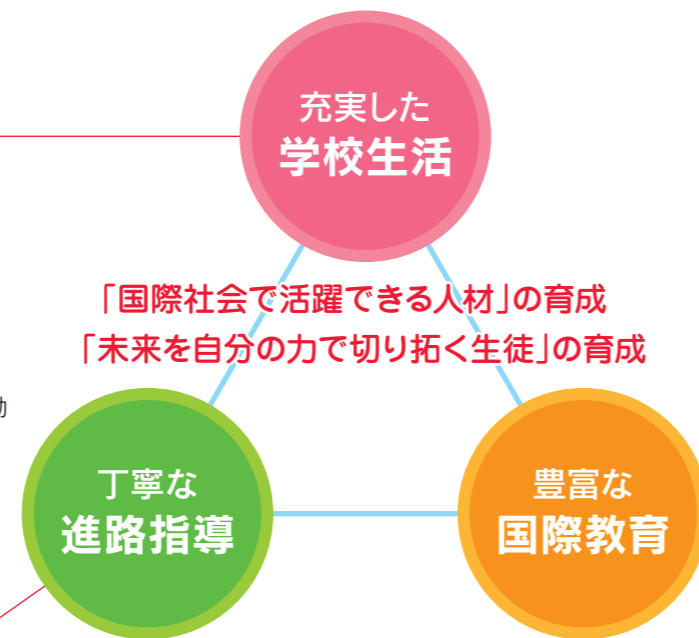 充実した
学校生活
「国際社会で活躍できる人材」の育成
「未来を自分の力で切り拓く生徒」の育成
丁寧な
進路指導
豊富な
国際教育